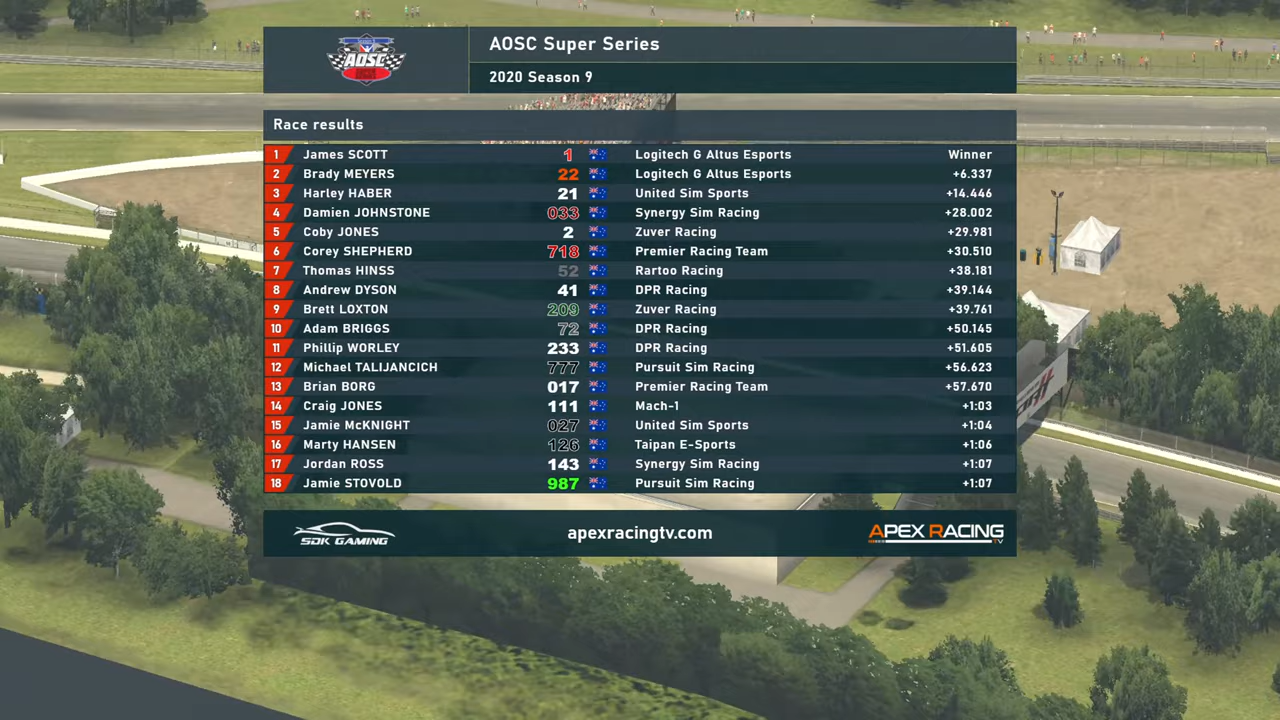 AOSC
AOSC Super Series
2020 Season 9
Race results
1 James SCOTT 1 Logitech G Altus Esports Winner
2 Brady MEYERS 22 Logitech G Altus Esports +6.337
3 Harley HABER 21 United Sim Sports +14.446
4 Damien JOHNSTONE 033 Synergy Sim Racing +28.002
5 Coby JONES 2 Zuver Racing +29.981
6 Corey SHEPHERD 718 Premier Racing Team +30.510
7 Thomas HINSS 52 Rartoo Racing +38.181
8 Andrew DYSON 41 DPR Racing +39.144
9 Brett LOXTON 209 Zuver Racing +39.761
10 Adam BRIGGS 72 DPR Racing +50.145
11 Phillip WORLEY 233 DPR Racing +51.605
12 Michael TALIJANCICH 777 Pursuit Sim Racing +56.623
13 Brian BORG 017 Premier Racing Team +57.670
14 Craig JONES 111 Mach-1 +1:03
15 Jamie McKNIGHT 027 United Sim Sports +1:04
16 Marty HANSEN 126 Taipan E-Sports +1:06
17 Jordan ROSS 143 Synergy Sim Racing +1:07
18 Jamie STOVOLD 987 Pursuit Sim Racing +1:07
SDK GAMING apexracingtv.com APEX RACING TV